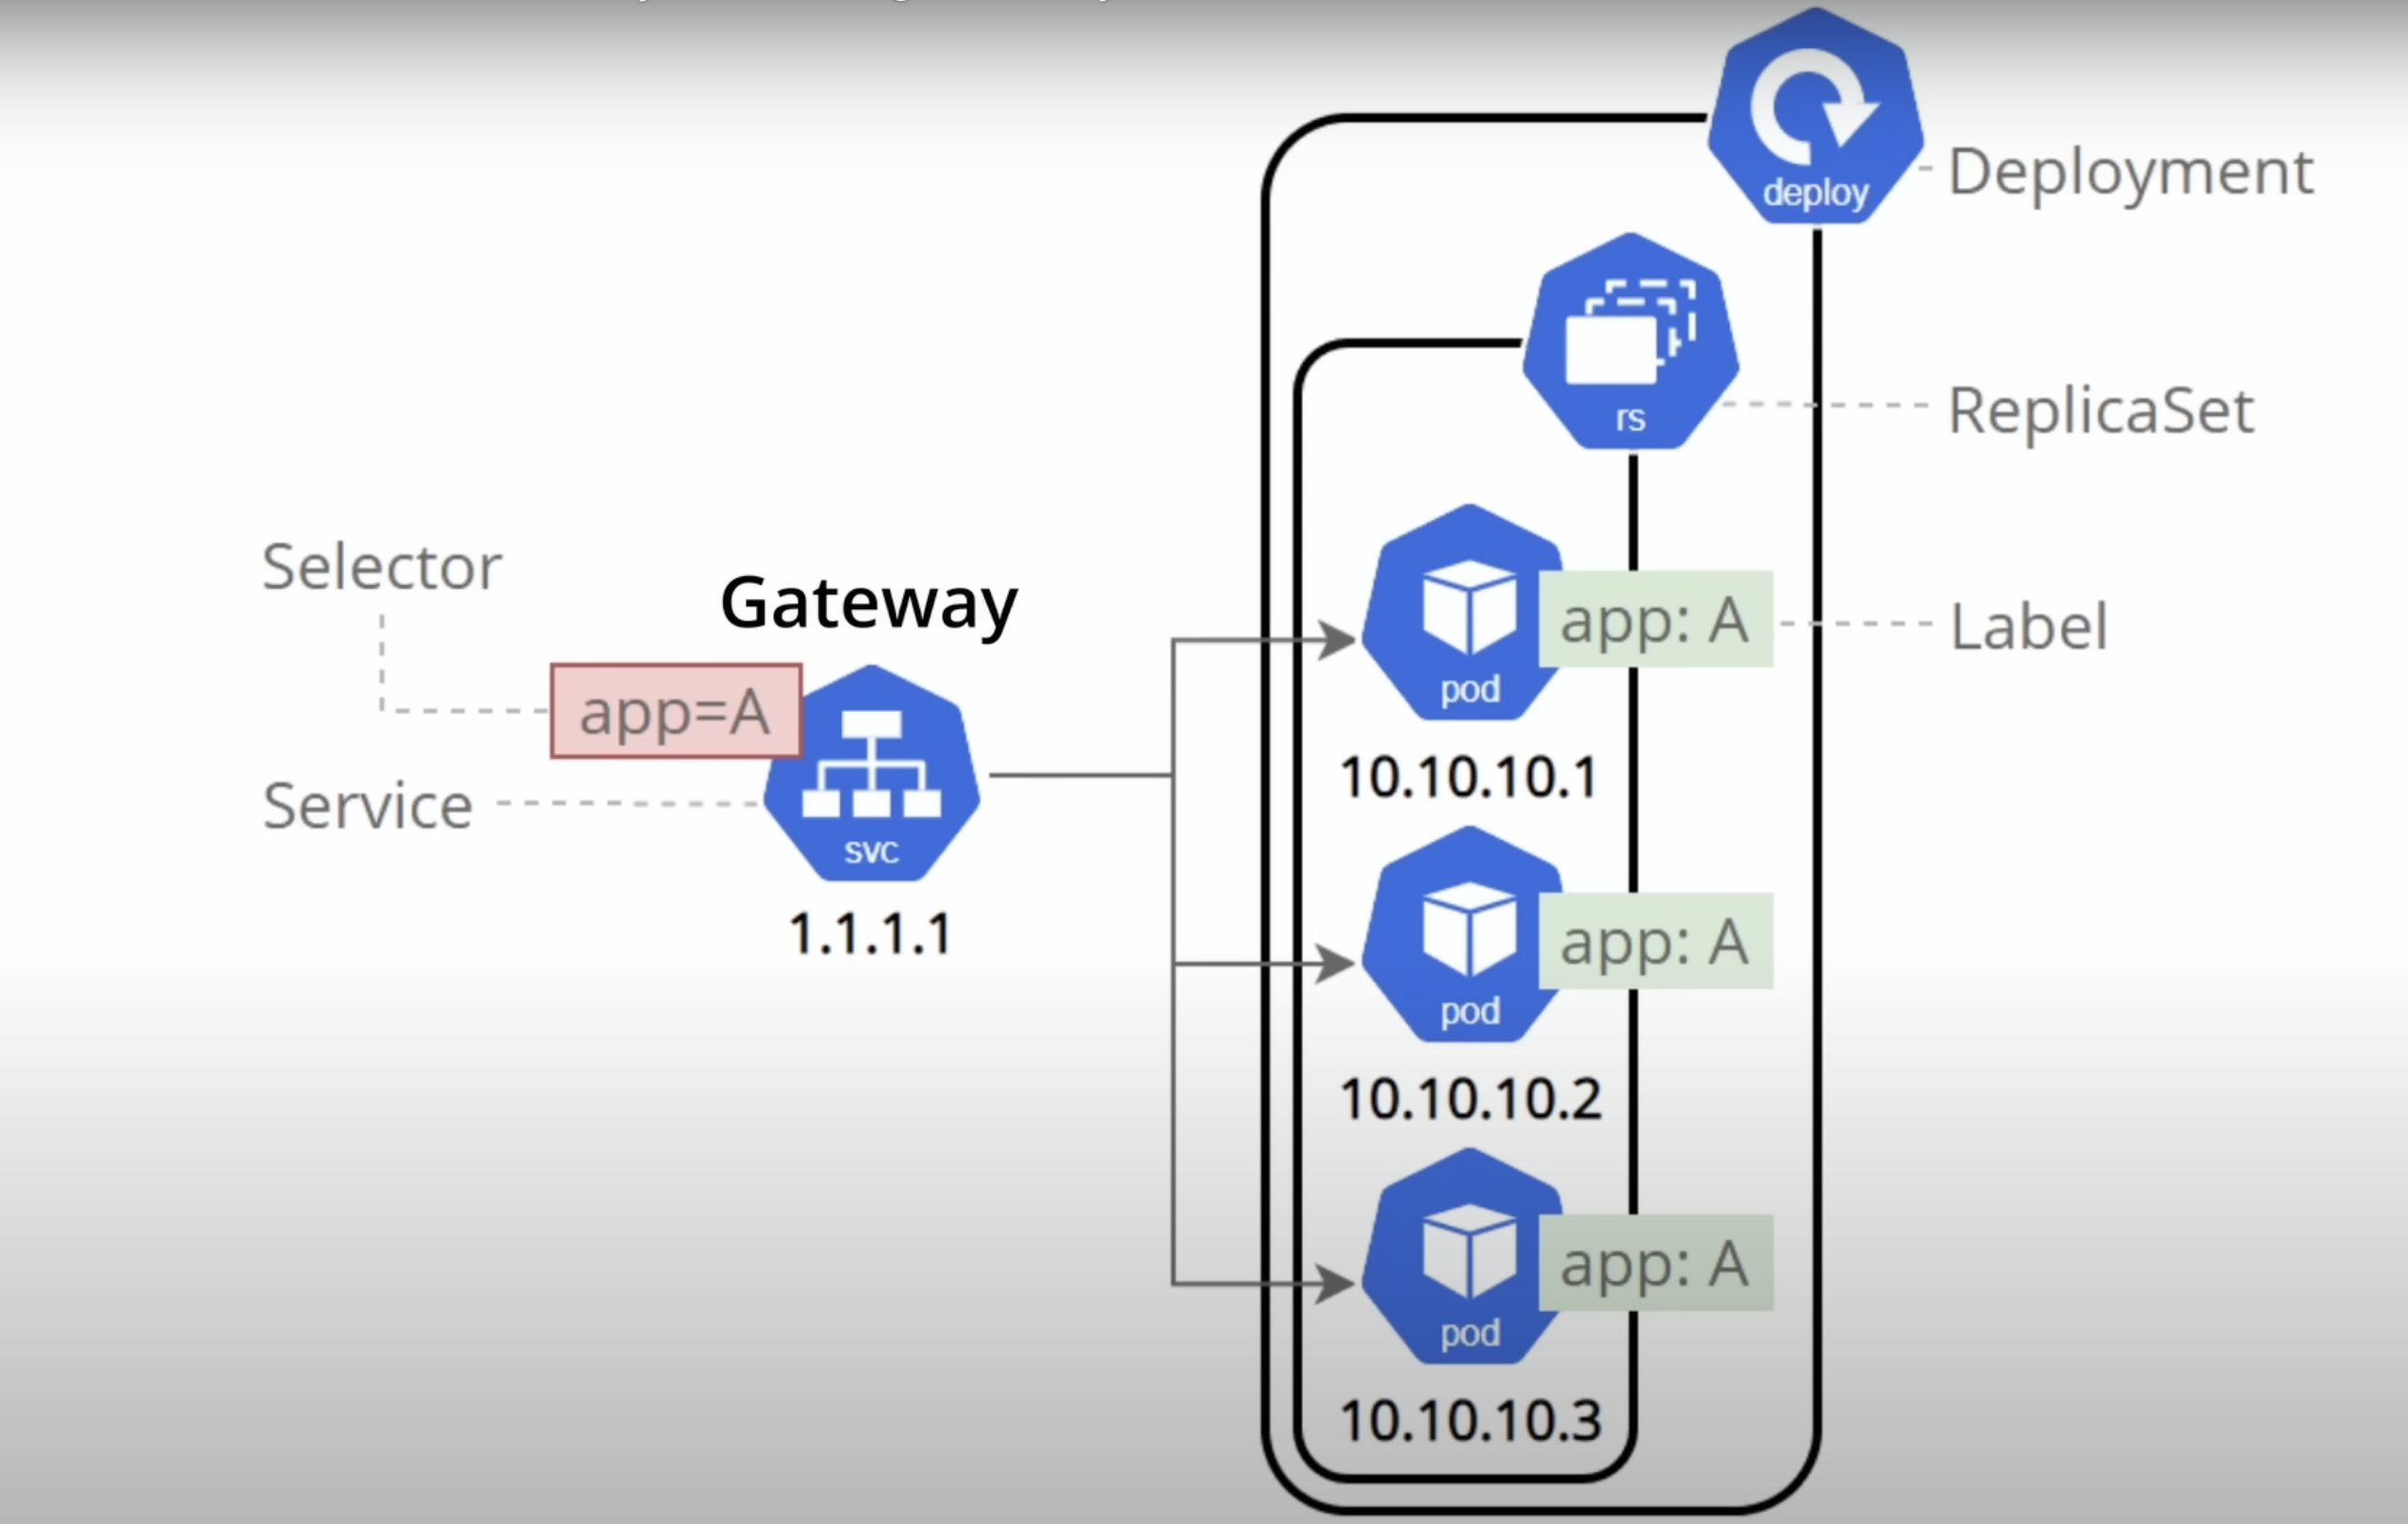 deploy
Deployment
rs
ReplicaSet
Selector
Gateway
app=A
Service
svc
1.1.1.1
pod
app: A
Label
10.10.10.1
pod
app: A
10.10.10.2
pod
app: A
10.10.10.3